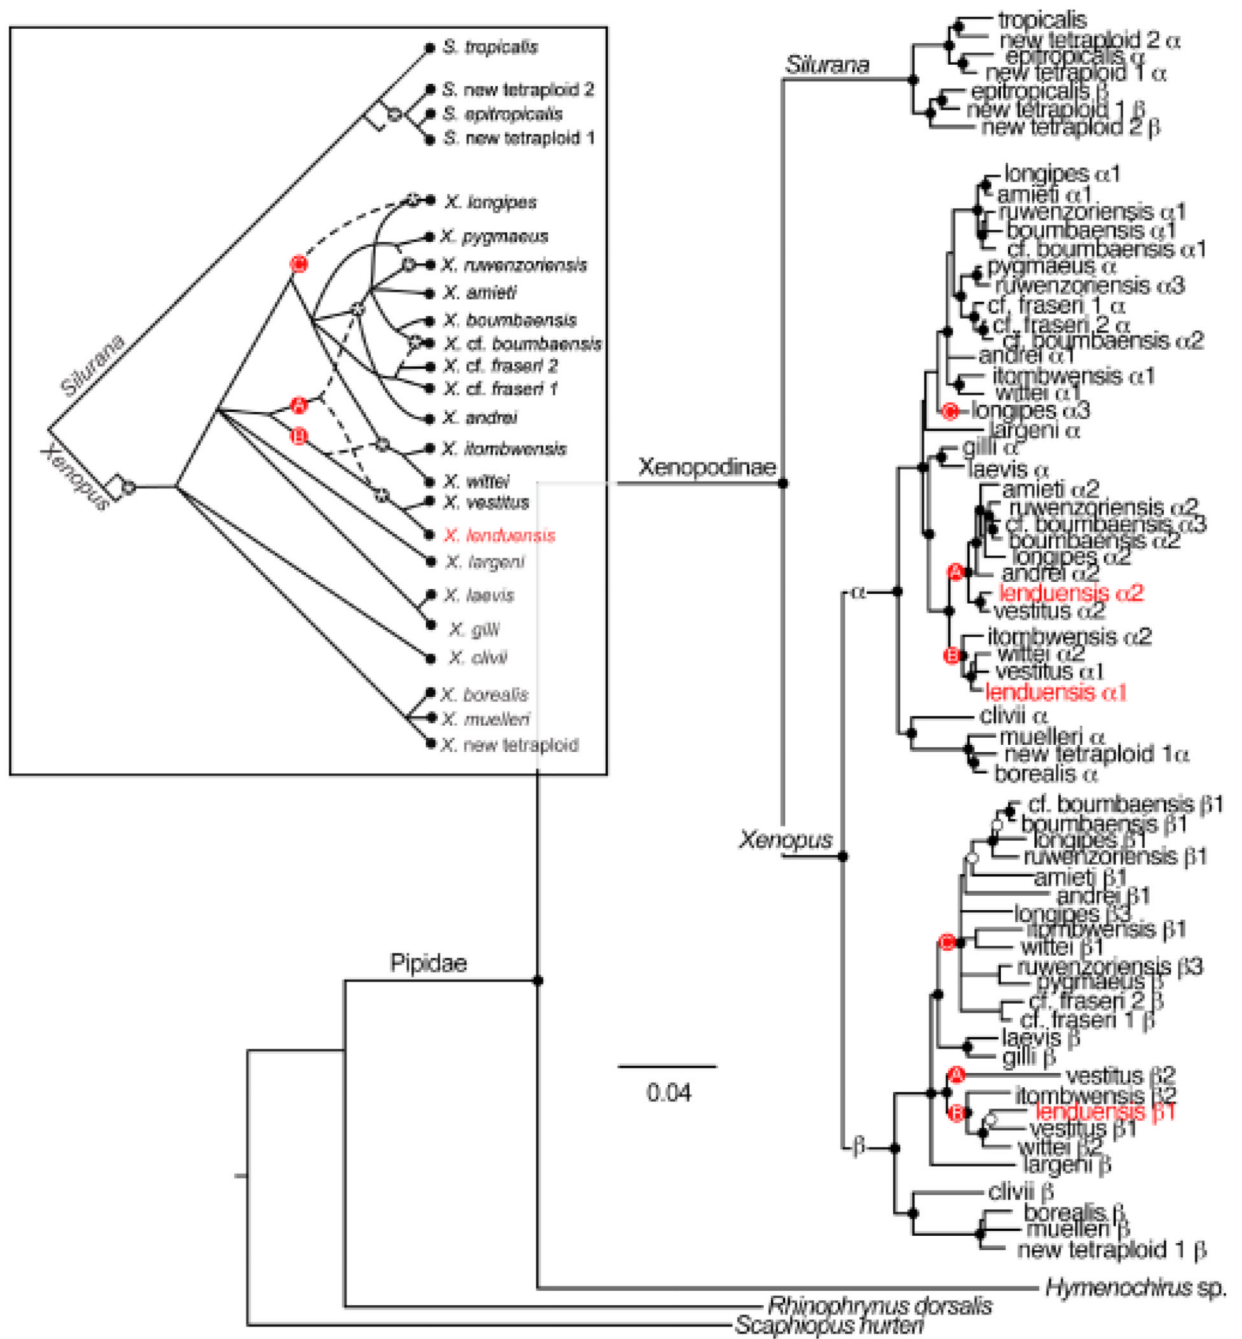 S. tropicalis
S. new tetraploid 2
S. epitropicalis
S. new tetraploid 1
X. longipes
X. pygmaeus
C
X. ruwenzoriensis
X. amieti
X. boumbaensis
X. cf. boumbaensis
X. cf. fraseri 2
X. cf. fraseri 1
A
X. andrei
B
X. itombwensis
X. wittei
X. vestitus
X. lenduensis
X. largeni
X. laevis
X. gilli
X. clivii
X. borealis
X. muelleri
X. new tetraploid
Silurana
Xenopus
Xenopodinae
Silurana
Xenopus
Pipidae
0.04
α
β
tropicalis
new tetraploid 2 α
epitropicalis α
new tetraploid 1 α
epitropicalis β
new tetraploid 1 β
new tetraploid 2 β
longipes α1
amieti α1
ruwenzoriensis α1
boumbaensis α1
cf. boumbaensis α1
pygmaeus α
ruwenzoriensis α3
cf. fraseri 1 α
cf. fraseri 2 α
cf. boumbaensis α2
andrei α1
itombwensis α1
wittei α1
C
longipes α3
largeni α
gilli α
laevis α
amieti α2
ruwenzoriensis α2
cf. boumbaensis α3
boumbaensis α2
longipes α2
A
andrei α2
lenduensis α2
vestitus α2
itombwensis α2
B
wittei α2
vestitus α1
lenduensis α1
clivii α
muelleri α
new tetraploid 1α
borealis α
cf. boumbaensis β1
boumbaensis β1
longipes β1
ruwenzoriensis β1
amieti β1
andrei β1
longipes β3
itombwensis β1
C
wittei β1
ruwenzoriensis β3
pygmaeus β
cf. fraseri 2 β
cf. fraseri 1 β
laevis β
gilli β
A
vestitus β2
itombwensis β2
B
lenduensis β1
vestitus β1
wittei β2
largeni β
clivii β
borealis β
muelleri β
new tetraploid 1 β
Hymenochirus sp.
Rhinophrynus dorsalis
Scaphiopus hurteri